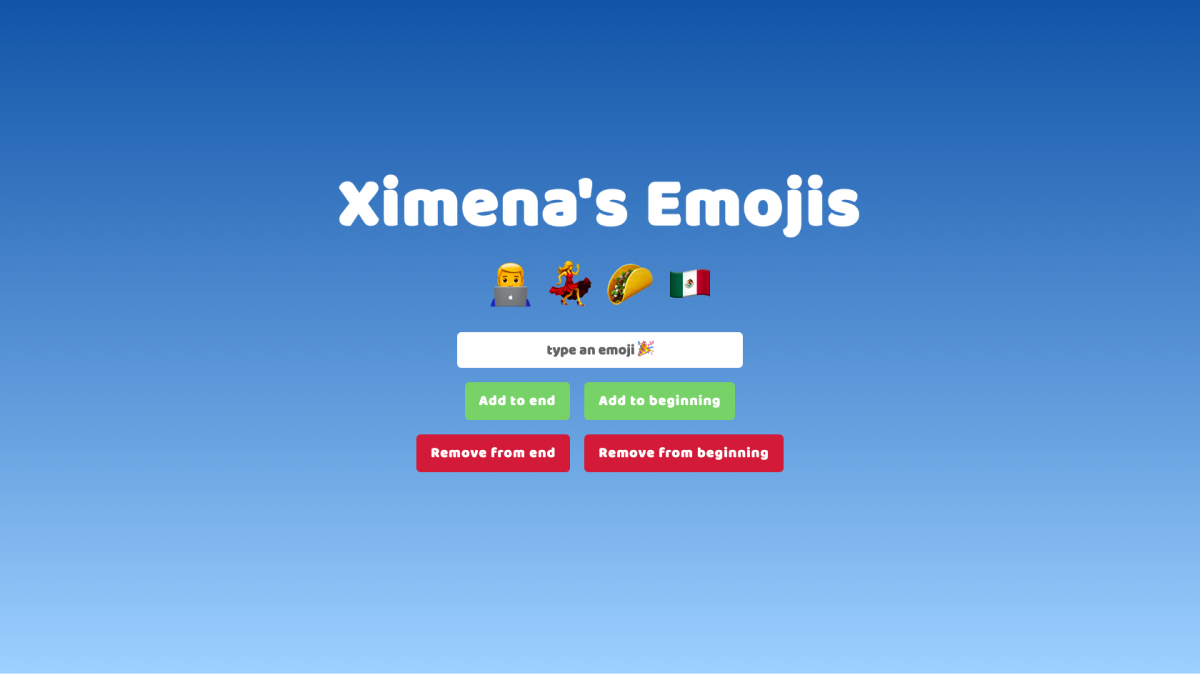 Ximena's Emojis
👨‍💻 💃 🌮 🇲🇽
type an emoji 🎉
Add to end Add to beginning
Remove from end Remove from beginning